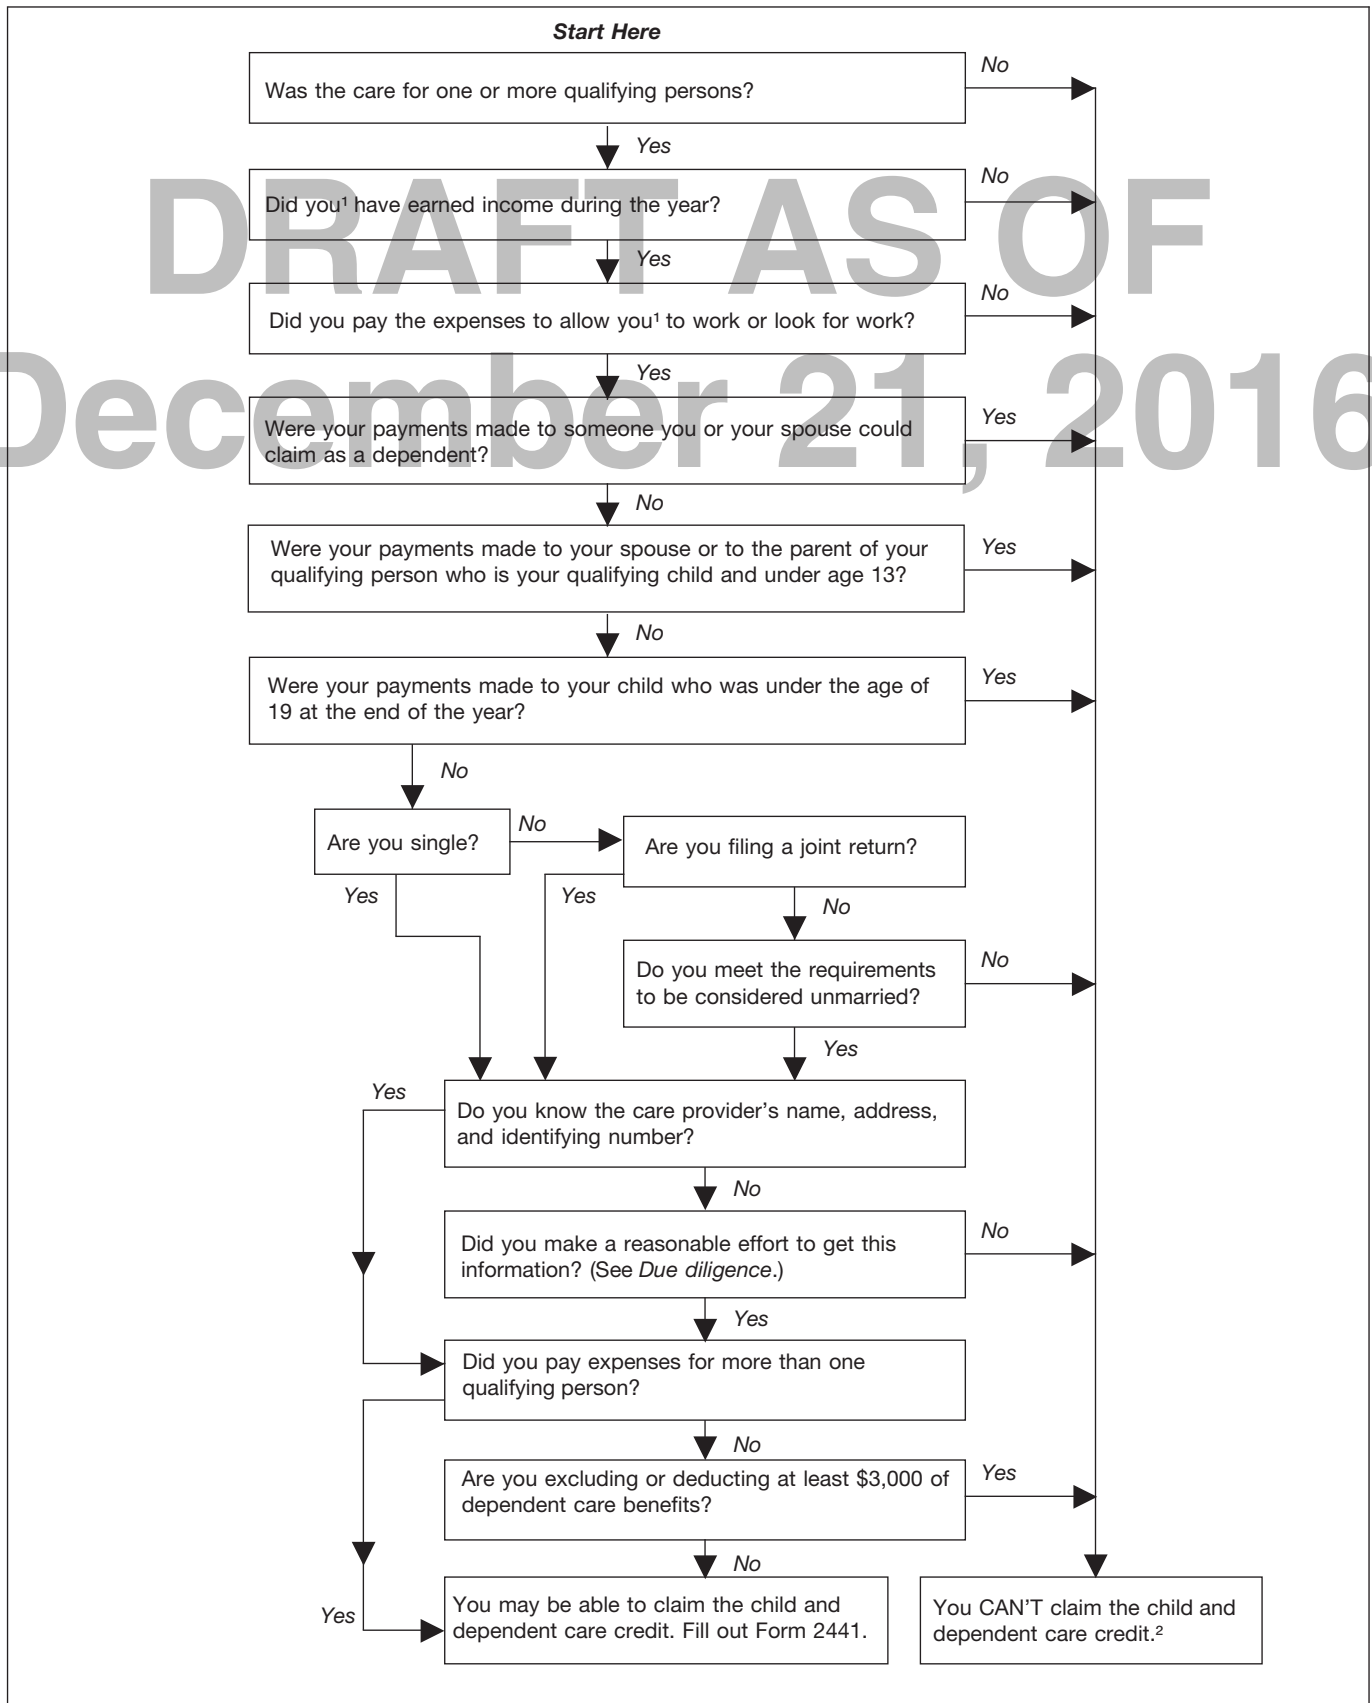 Start Here
Was the care for one or more qualifying persons?
No
Yes
Did you¹ have earned income during the year?
No
Yes
Did you pay the expenses to allow you¹ to work or look for work?
No
Yes
Were your payments made to someone you or your spouse could
claim as a dependent?
Yes
No
Were your payments made to your spouse or to the parent of your
qualifying person who is your qualifying child and under age 13?
Yes
No
Were your payments made to your child who was under the age of
19 at the end of the year?
Yes
No
Are you single?
No
Yes
Are you filing a joint return?
Yes
No
Do you meet the requirements
to be considered unmarried?
No
Yes
Do you know the care provider's name, address,
and identifying number?
Yes
No
Did you make a reasonable effort to get this
information? (See Due diligence.)
No
Yes
Did you pay expenses for more than one
qualifying person?
No
Yes
Are you excluding or deducting at least $3,000 of
dependent care benefits?
Yes
No
You may be able to claim the child and
dependent care credit. Fill out Form 2441.
You CAN'T claim the child and
dependent care credit.²
DRAFT AS OF
December 21, 2016